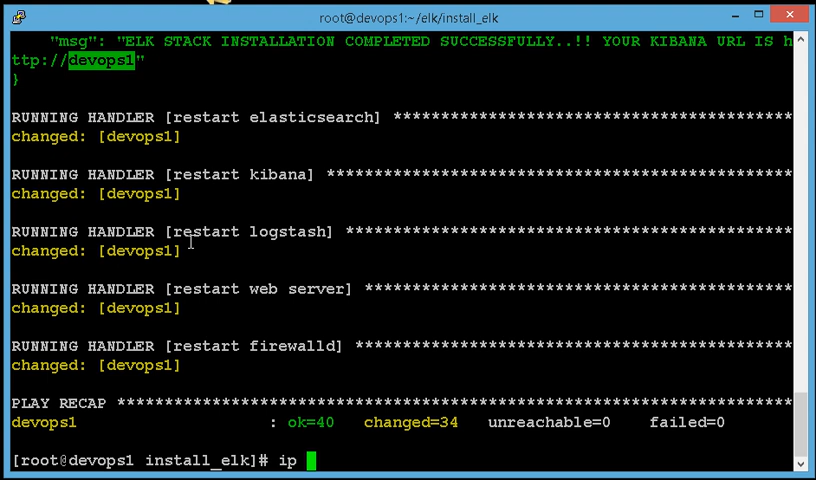 root@devops1:~/elk/install_elk
    "msg": "ELK STACK INSTALLATION COMPLETED SUCCESSFULLY..!! YOUR KIBANA URL IS h
ttp://devops1"
}
RUNNING HANDLER [restart elasticsearch] ******************************************
changed: [devops1]
RUNNING HANDLER [restart kibana] *************************************************
changed: [devops1]
RUNNING HANDLER [restart logstash] ***********************************************
changed: [devops1]
RUNNING HANDLER [restart web server] *********************************************
changed: [devops1]
RUNNING HANDLER [restart firewalld] **********************************************
changed: [devops1]
PLAY RECAP ***********************************************************************
devops1                    : ok=40   changed=34   unreachable=0    failed=0
[root@devops1 install_elk]# ip